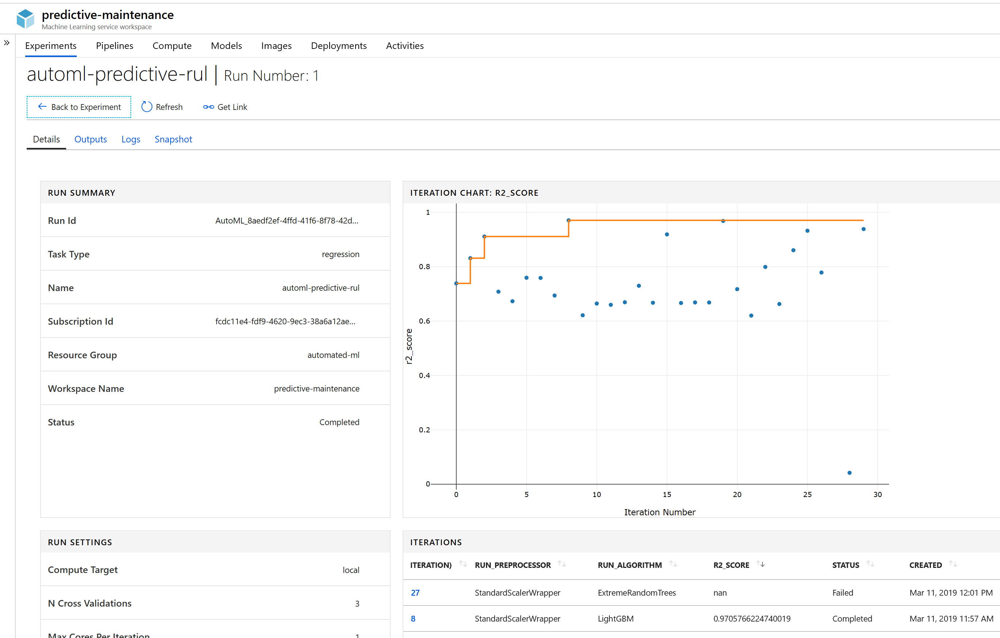 predictive-maintenance
Machine Learning service workspace
Experiments Pipelines Compute Models Images Deployments Activities
automl-predictive-rul | Run Number: 1
Back to Experiment Refresh Get Link
Details Outputs Logs Snapshot
RUN SUMMARY
Run Id AutoML_8aedf2ef-4ffd-41f6-8f78-42d...
Task Type regression
Name automl-predictive-rul
Subscription Id fcdc11e4-fdf9-4620-9ec3-38a6a12ae...
Resource Group automated-ml
Workspace Name predictive-maintenance
Status Completed
ITERATION CHART: R2_SCORE
1
0.8
0.6
0.4
0.2
0
r2_score
0 5 10 15 20 25 30
Iteration Number
RUN SETTINGS
Compute Target local
N Cross Validations 3
Max Cores Per Iteration 1
ITERATIONS
ITERATION) RUN_PREPROCESSOR RUN_ALGORITHM R2_SCORE STATUS CREATED
27 StandardScalerWrapper ExtremeRandomTrees nan Failed Mar 11, 2019 12:01 PM
8 StandardScalerWrapper LightGBM 0.9705766224740019 Completed Mar 11, 2019 11:57 AM